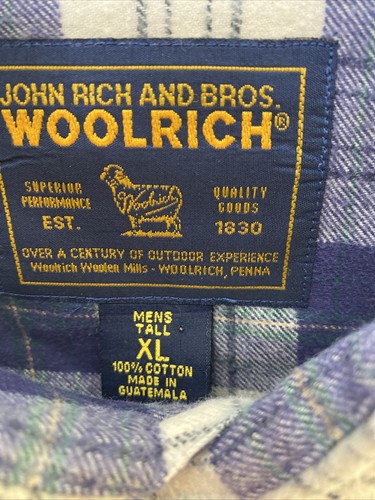 JOHN RICH AND BROS.
WOOLRICH®
SUPERIOR
PERFORMANCE
EST.
Woolrich
QUALITY
GOODS
1830
OVER A CENTURY OF OUTDOOR EXPERIENCE
Woolrich Woolen Mills - WOOLRICH, PENNA
MENS
TALL
XL
100% COTTON
MADE IN
GUATEMALA